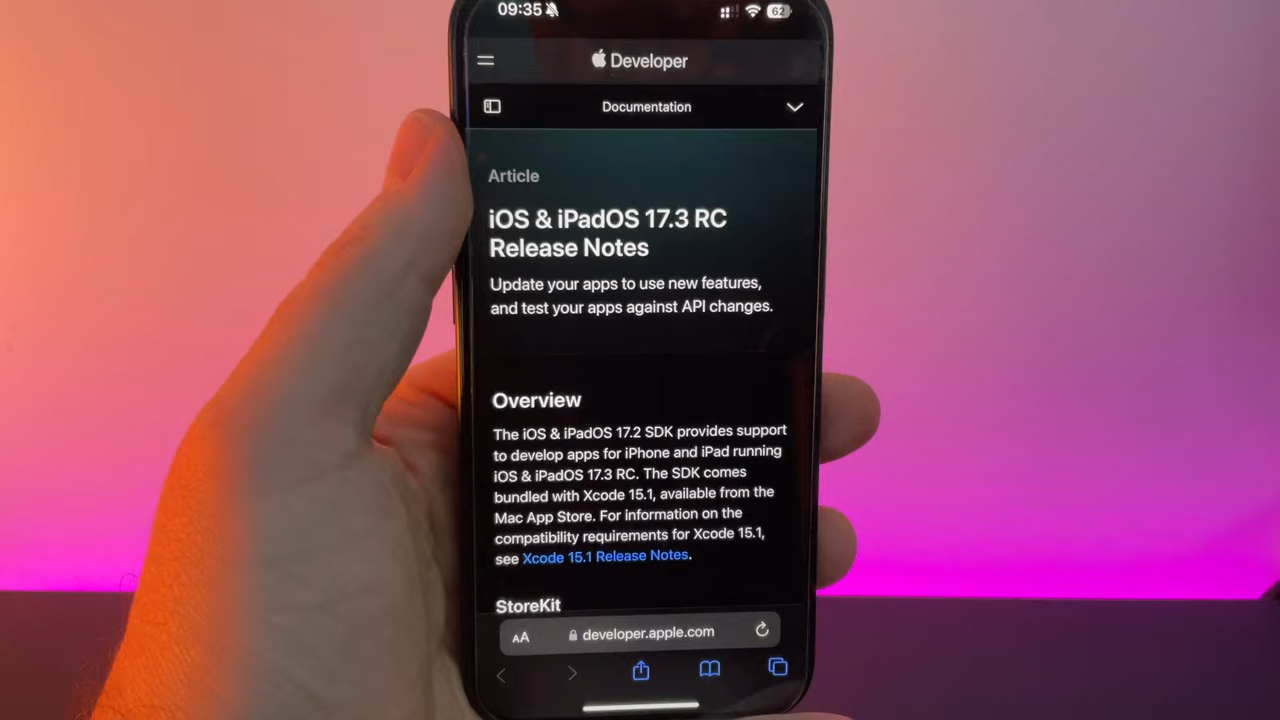 09:35
62
Developer
Documentation
Article
iOS & iPadOS 17.3 RC
Release Notes
Update your apps to use new features,
and test your apps against API changes.
Overview
The iOS & iPadOS 17.2 SDK provides support
to develop apps for iPhone and iPad running
iOS & iPadOS 17.3 RC. The SDK comes
bundled with Xcode 15.1, available from the
Mac App Store. For information on the
compatibility requirements for Xcode 15.1,
see Xcode 15.1 Release Notes.
StoreKit
AA developer.apple.com